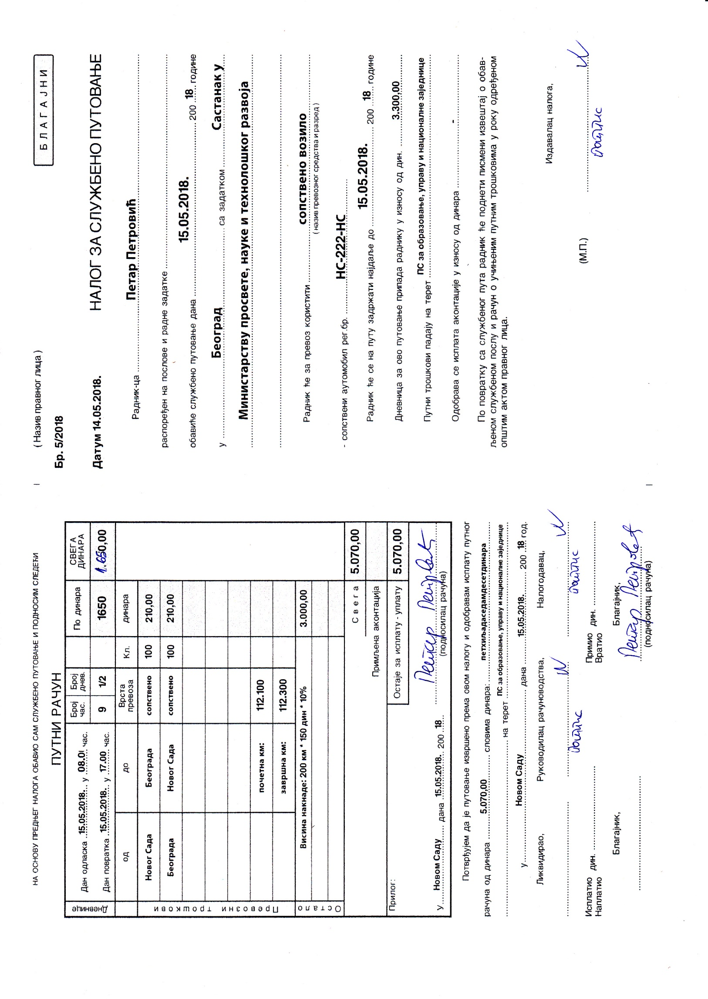 ( Назив правног лица )
БЛАГАЈНИ
Бр. 5/2018
Датум 14.05.2018. НАЛОГ ЗА СЛУЖБЕНО ПУТОВАЊЕ
Радник-ца Петар Петровић
распоређен на послове и радне задатке
обавиће службено путовање дана 15.05.2018. 200 18 године
у Београд са задатком Састанак у
Министарству просвете, науке и технолошког развоја
Радник ће за превоз користити сопствено возило
( назив превозног средства и разред )
- сопствени аутомобил рег.бр. НС-222-НС
Радник ће се на путу задржати најдаље до 15.05.2018. 200 18 године
Дневница за ово путовање припада раднику у износу од дин. 3.300,00
Путни трошкови падају на терет ПС за образовање, управу и националне заједнице
Одобрава се исплата аконтације у износу од динара -
По повратку са службеног пута радник ће поднети писмени извештај о обав-
љеном службеном послу и рачун о учињеним путним трошковима у року одређеном
општим актом правног лица.
Издавалац налога,
(М.П.)
потпис
НА ОСНОВУ ПРЕДЊЕГ НАЛОГА ОБАВИО САМ СЛУЖБЕНО ПУТОВАЊЕ И ПОДНОСИМ СЛЕДЕЋИ
ПУТНИ РАЧУН
Дневнице
Број час. Број днев. По динара СВЕГА ДИНАРА
Дан одласка 15.05.2018. у 08.0 час.
Дан повратка 15.05.2018. у 17.00 час. 9 1/2 1650 1.650,00
Превозни трошкови
од до Врста превоза Кл. динара
Новог Сада Београда сопствено 100 210,00
Београда Новог Сада сопствено 100 210,00
почетна км: 112.100
завршна км: 112.300
Остало
Висина накнаде: 200 км * 150 дин * 10% 3.000,00
Свега 5.070,00
Примљена аконтација
Прилог: Остаје за исплату - уплату 5.070,00
Петар Петровић
У Новом Саду дана 15.05.2018. 200 18
(подносилац рачуна)
Потврђујем да је путовање извршено према овом налогу и одобравам исплату путног
рачуна од динара 5.070,00 словима динара: петхиљадаседамдесетдинара
на терет ПС за образовање, управу и националне заједнице
у Новом Саду дана 15.05.2018. 200 18 год.
Ликвидирао, Руководилац рачуноводства, Налогодавац,
потпис потпис
Исплатио дин. Примио дин.
Наплатио Вратио
Благајник, Благајник,
Петар Петровић
(подносилац рачуна)